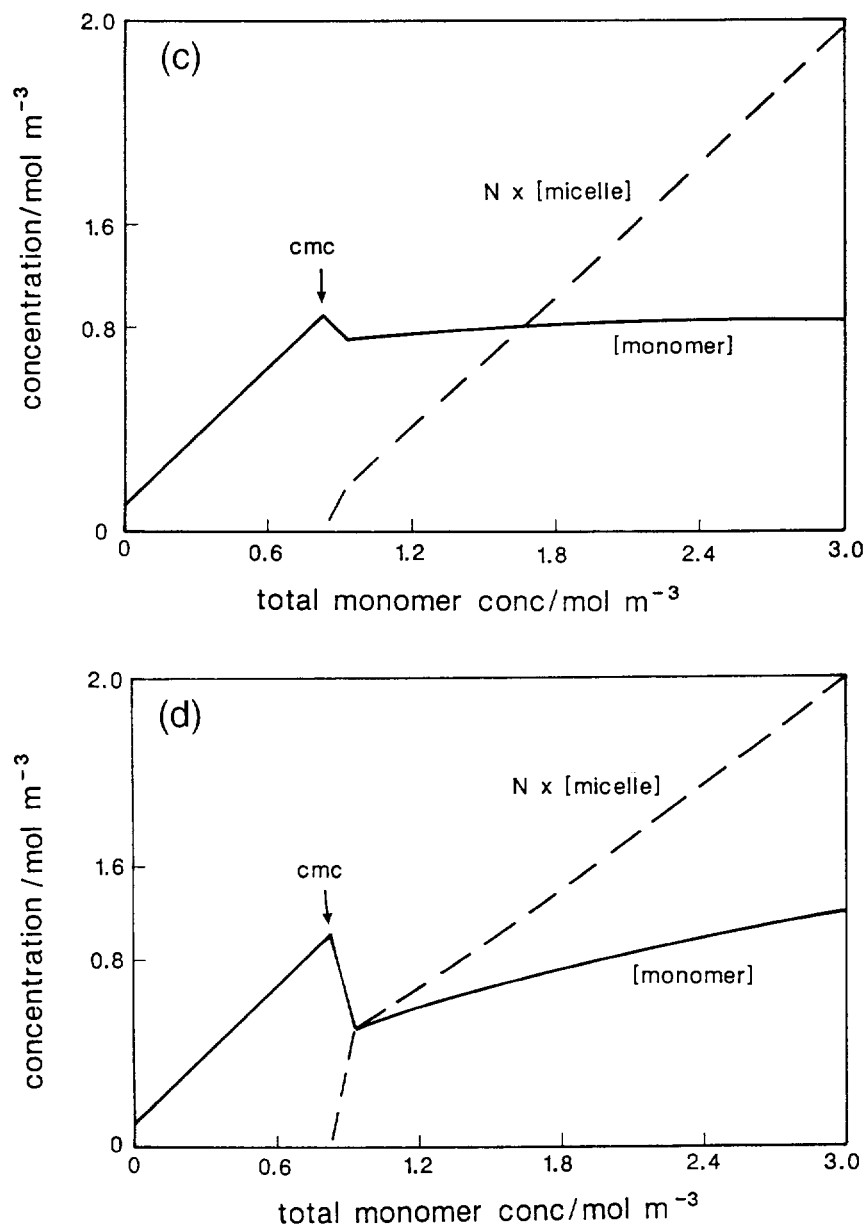 (c)
2.0
1.6
0.8
0
concentration/mol m⁻³
N x [micelle]
cmc
[monomer]
0 0.6 1.2 1.8 2.4 3.0
total monomer conc/mol m⁻³
(d)
2.0
1.6
0.8
0
concentration/mol m⁻³
N x [micelle]
cmc
[monomer]
0 0.6 1.2 1.8 2.4 3.0
total monomer conc/mol m⁻³